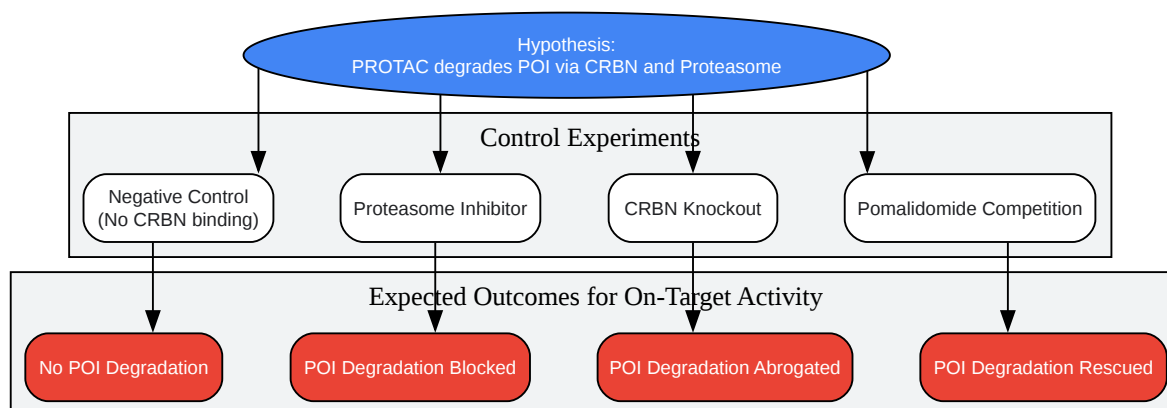 Hypothesis:
PROTAC degrades POI via CRBN and Proteasome
Control Experiments
Negative Control
(No CRBN binding)
Proteasome Inhibitor
CRBN Knockout
Pomalidomide Competition
Expected Outcomes for On-Target Activity
No POI Degradation
POI Degradation Blocked
POI Degradation Abrogated
POI Degradation Rescued